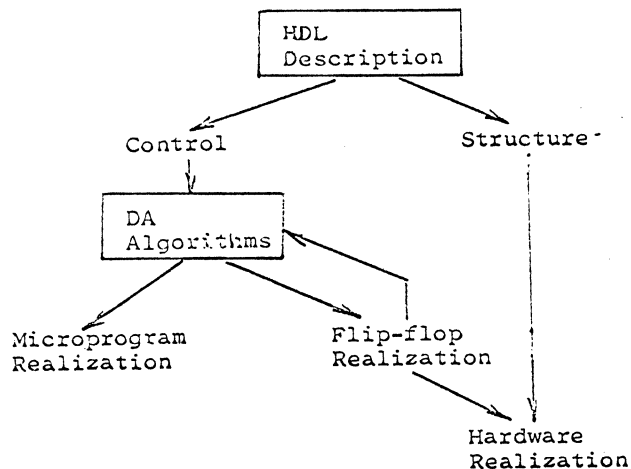 HDL
Description
Control
Structure
DA
Algorithms
Microprogram
Realization
Flip-flop
Realization
Hardware
Realization